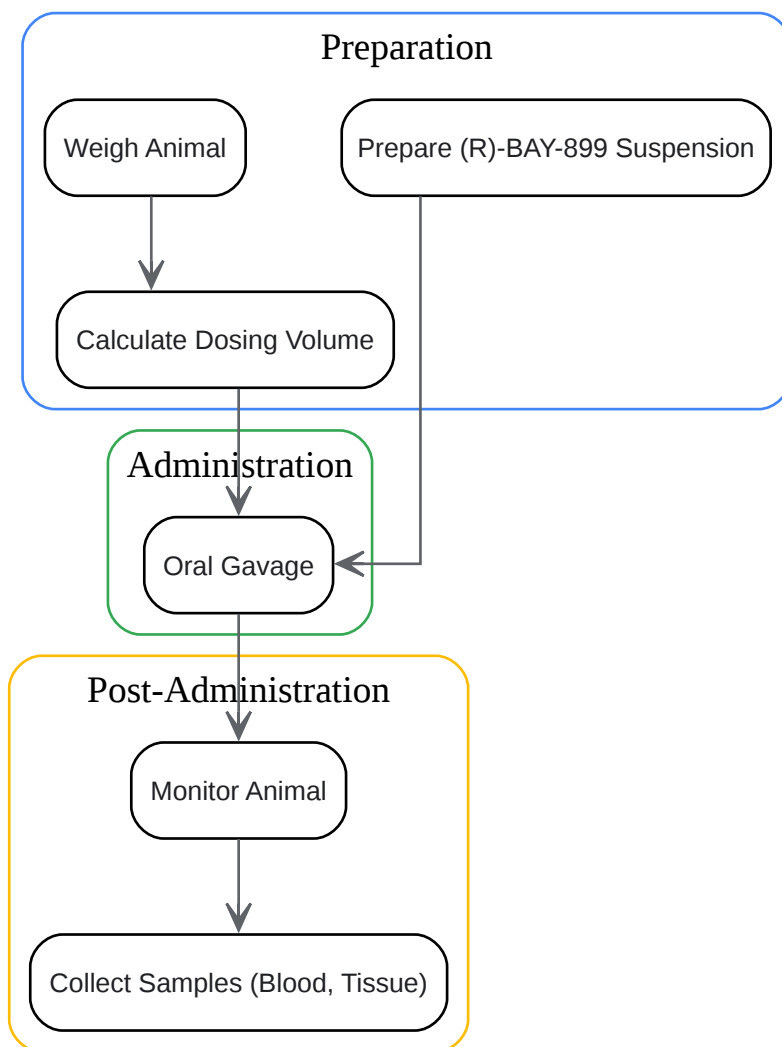 Preparation
Weigh Animal
Prepare (R)-BAY-899 Suspension
Calculate Dosing Volume
Administration
Oral Gavage
Post-Administration
Monitor Animal
Collect Samples (Blood, Tissue)